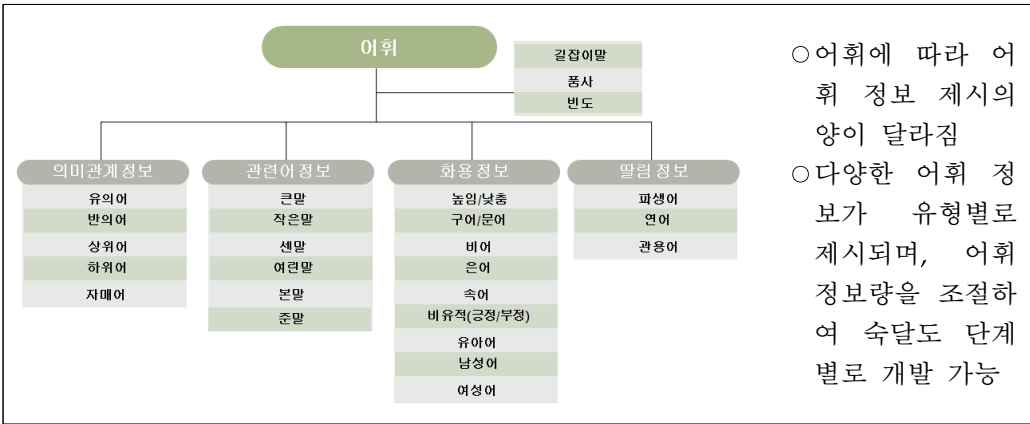 어휘
길잡이말
품사
빈도
의미관계정보
유의어
반의어
상위어
하위어
자매어
관련어정보
큰말
작은말
센말
여린말
본말
준말
화용정보
높임/낮춤
구어/문어
비어
은어
속어
비유적(긍정/부정)
유아어
남성어
여성어
딸림정보
파생어
연어
관용어
○어휘에 따라 어
휘 정보 제시의
양이 달라짐
○다양한 어휘 정
보가 유형별로
제시되며, 어휘
정보량을 조절하
여 숙달도 단계
별로 개발 가능